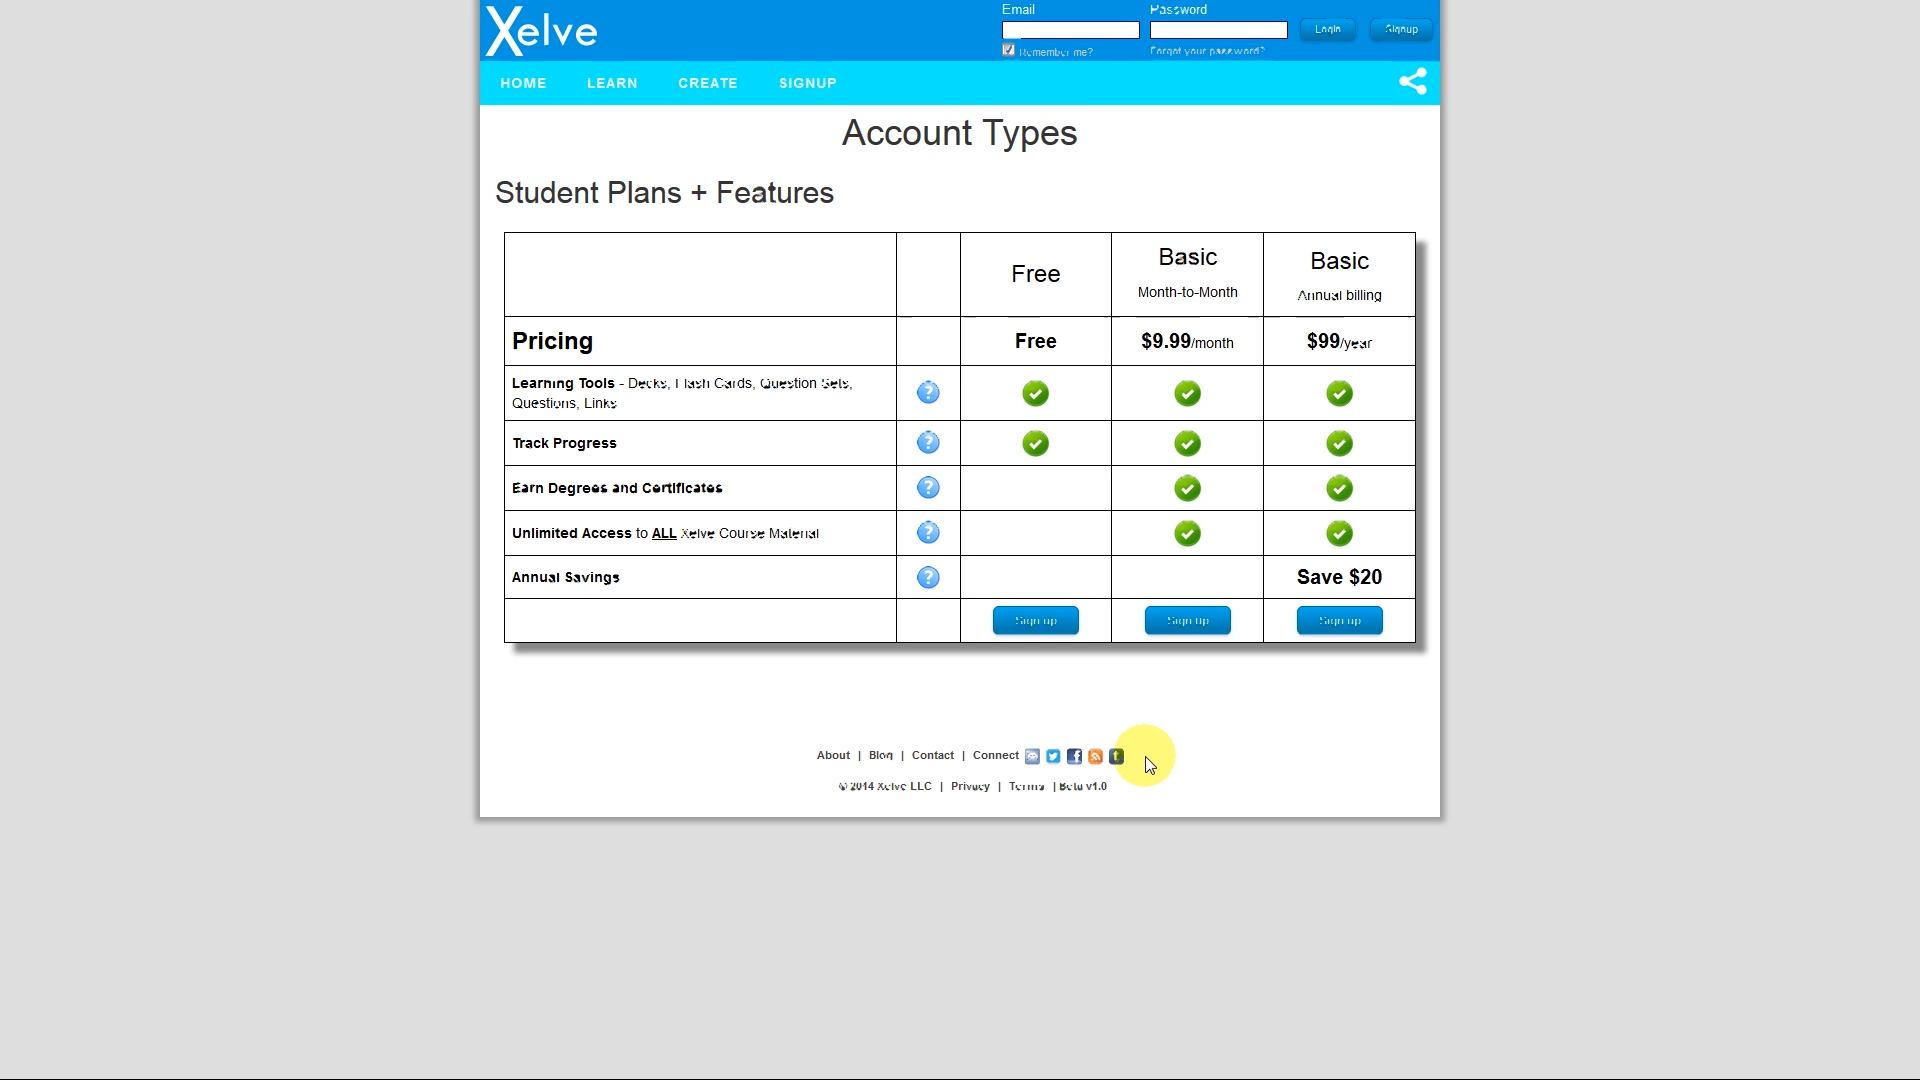 Xelve
Email
Password
Login
Signup
Remember me?
Forgot your password?
HOME LEARN CREATE SIGNUP
Account Types
Student Plans + Features
Free
Basic
Month-to-Month
Basic
Annual billing
Pricing
Free
$9.99/month
$99/year
Learning Tools - Decks, Flash Cards, Question Sets,
Questions, Links
Track Progress
Earn Degrees and Certificates
Unlimited Access to ALL Xelve Course Material
Annual Savings
Save $20
Sign up
Sign up
Sign up
About | Blog | Contact | Connect
© 2014 Xelve LLC | Privacy | Terms | Beta v1.0